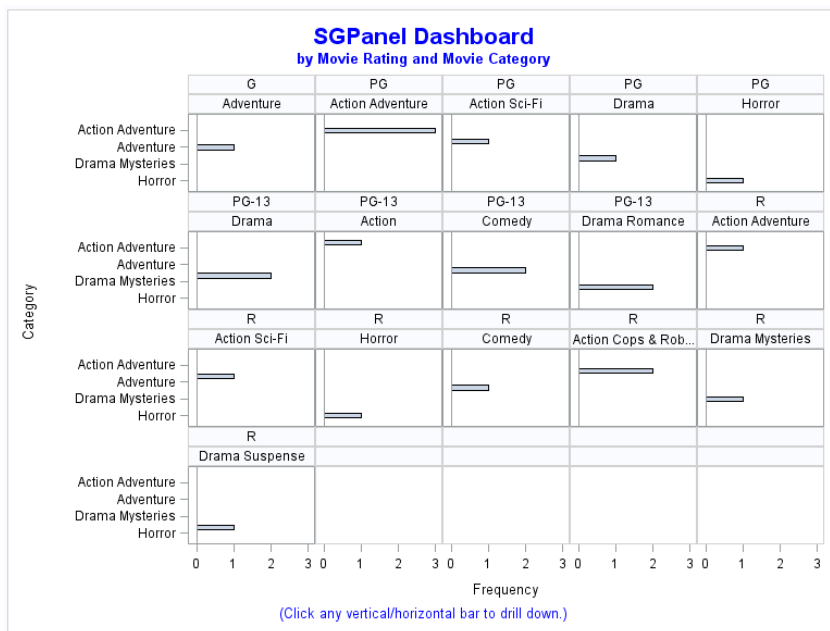 SGPanel Dashboard
by Movie Rating and Movie Category
G PG PG PG PG
Adventure Action Adventure Action Sci-Fi Drama Horror
Action Adventure
Adventure
Drama Mysteries
Horror
PG-13 PG-13 PG-13 PG-13 R
Drama Action Comedy Drama Romance Action Adventure
Action Adventure
Adventure
Drama Mysteries
Horror
Category
R R R R R
Action Sci-Fi Horror Comedy Action Cops & Rob... Drama Mysteries
Action Adventure
Adventure
Drama Mysteries
Horror
R
Drama Suspense
Action Adventure
Adventure
Drama Mysteries
Horror
0 1 2 3 0 1 2 3 0 1 2 3 0 1 2 3 0 1 2 3
Frequency
(Click any vertical/horizontal bar to drill down.)